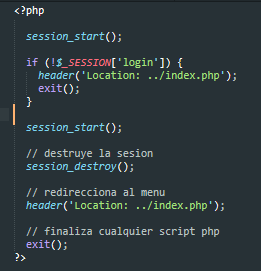 <?php
session_start();
if (!$_SESSION['login']) {
header('Location: ../index.php');
exit();
}
session_start();
// destruye la sesion
session_destroy();
// redirecciona al menu
header('Location: ../index.php');
// finaliza cualquier script php
exit();
?>